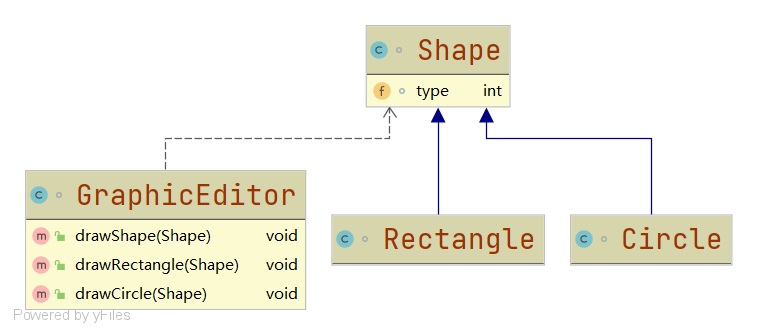 C Shape
f type int
C GraphicEditor
m drawShape(Shape) void
m drawRectangle(Shape) void
m drawCircle(Shape) void
C Rectangle
C Circle
Powered by yFiles